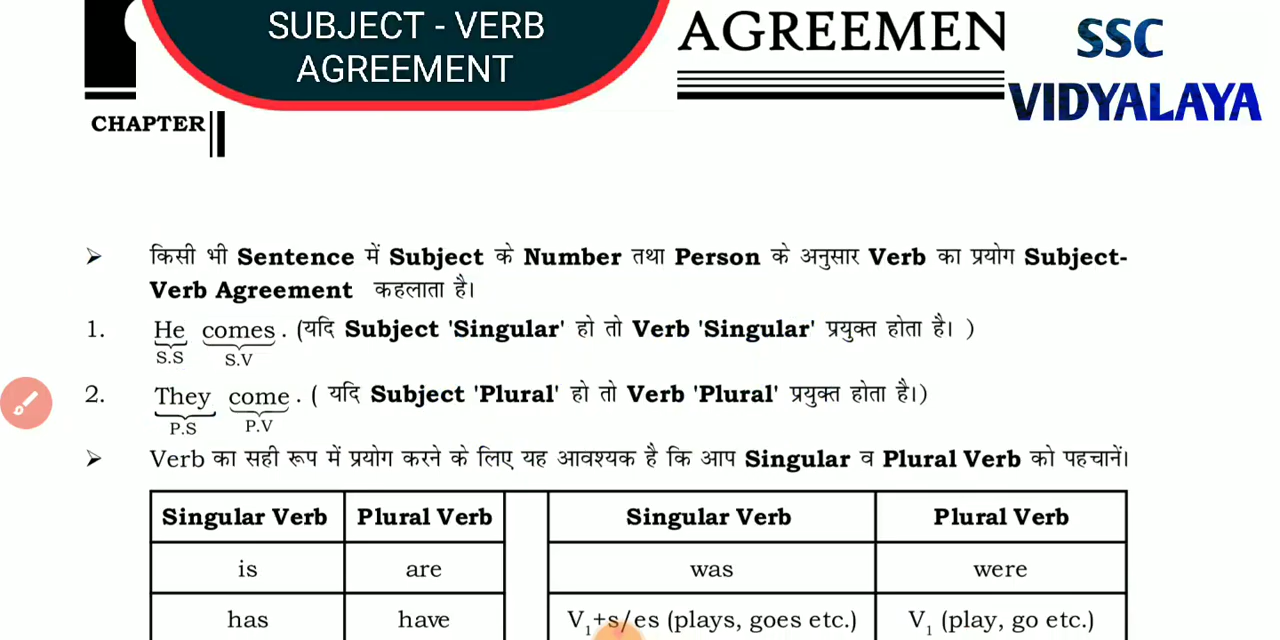 SUBJECT - VERB
AGREEMENT
AGREEMEN
SSC
VIDYALAYA
CHAPTER
➢ किसी भी Sentence में Subject के Number तथा Person के अनुसार Verb का प्रयोग Subject-
Verb Agreement कहलाता है।
1. He comes. (यदि Subject 'Singular' हो तो Verb 'Singular' प्रयुक्त होता है। )
S.S S.V
2. They come. ( यदि Subject 'Plural' हो तो Verb 'Plural' प्रयुक्त होता है।)
P.S P.V
➢ Verb का सही रूप में प्रयोग करने के लिए यह आवश्यक है कि आप Singular व Plural Verb को पहचानें।
Singular Verb Plural Verb Singular Verb Plural Verb
is are was were
has have V1+s/es (plays, goes etc.) V1 (play, go etc.)